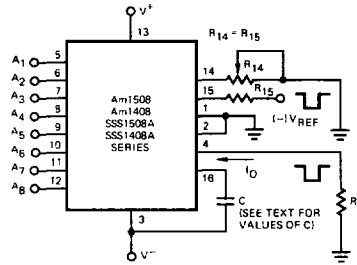 V+
13
A1 5
A2 6
A3 7
A4 8
A5 9
A6 10
A7 11
A8 12
Am1508
Am1408
SSS1508A
SSS1408A
SERIES
R14 = R15
14 R14
15 R15
(−)VREF
1
2
4
IO
16
C
(SEE TEXT FOR
VALUES OF C)
R
3
V−